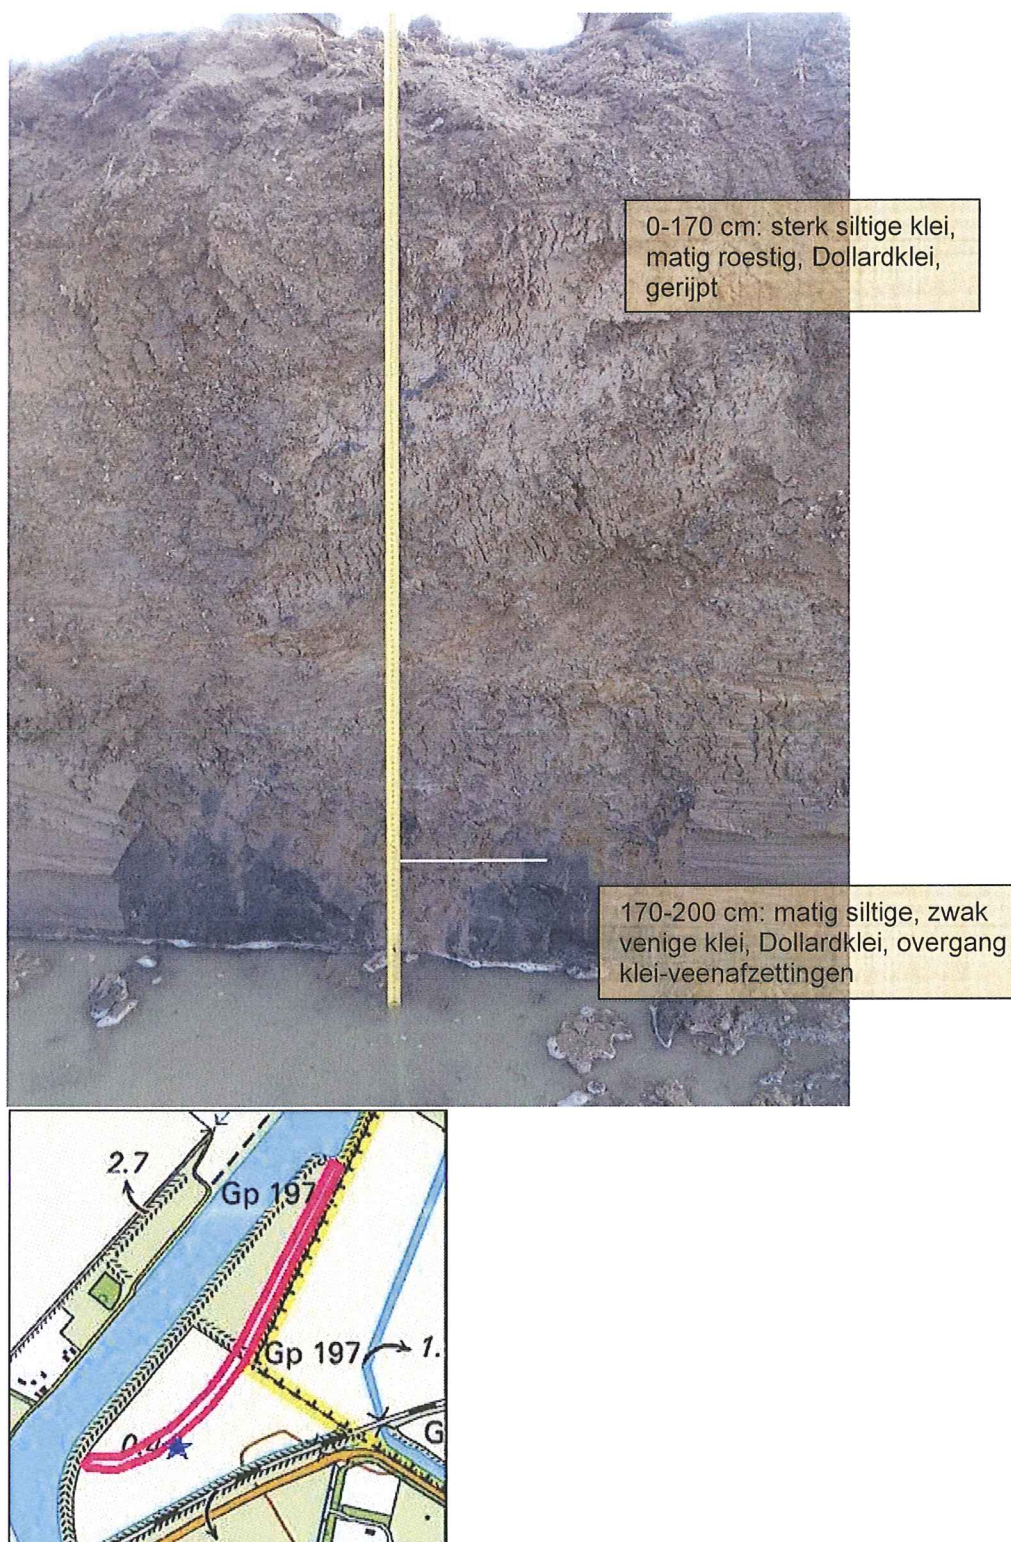 0-170 cm: sterk siltige klei,
matig roestig, Dollardklei,
gerijpt
170-200 cm: matig siltige, zwak
venige klei, Dollardklei, overgang
klei-veenafzettingen
2.7
Gp 197
Gp 197
1.
G